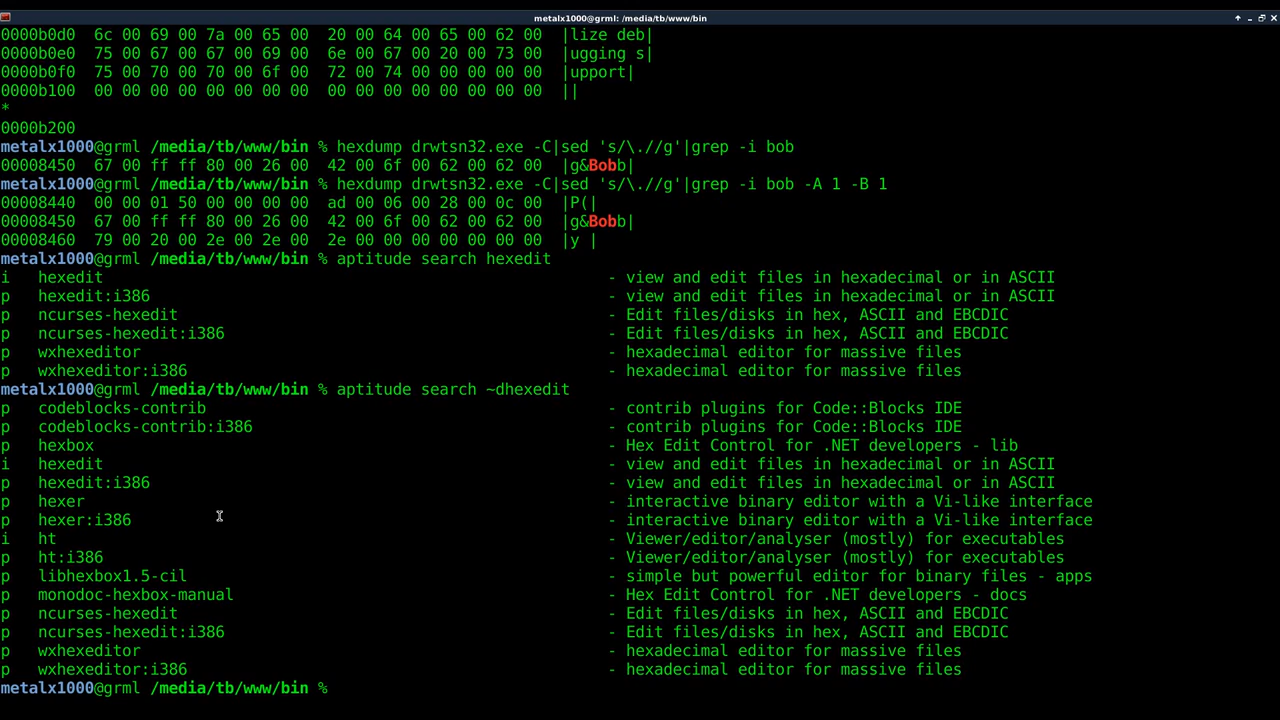 metalx1000@grml: /media/tb/www/bin
0000b0d0  6c 00 69 00 7a 00 65 00  20 00 64 00 65 00 62 00  |lize deb|
0000b0e0  75 00 67 00 67 00 69 00  6e 00 67 00 20 00 73 00  |ugging s|
0000b0f0  75 00 70 00 70 00 6f 00  72 00 74 00 00 00 00 00  |upport|
0000b100  00 00 00 00 00 00 00 00  00 00 00 00 00 00 00 00  ||
*
0000b200
metalx1000@grml /media/tb/www/bin % hexdump drwtsn32.exe -C|sed 's/\.//g'|grep -i bob
00008450  67 00 ff ff 80 00 26 00  42 00 6f 00 62 00 62 00  |g&Bobb|
metalx1000@grml /media/tb/www/bin % hexdump drwtsn32.exe -C|sed 's/\.//g'|grep -i bob -A 1 -B 1
00008440  00 00 01 50 00 00 00 00  ad 00 06 00 28 00 0c 00  |P(|
00008450  67 00 ff ff 80 00 26 00  42 00 6f 00 62 00 62 00  |g&Bobb|
00008460  79 00 20 00 2e 00 2e 00  2e 00 00 00 00 00 00 00  |y |
metalx1000@grml /media/tb/www/bin % aptitude search hexedit
i   hexedit                                                      - view and edit files in hexadecimal or in ASCII
p   hexedit:i386                                                 - view and edit files in hexadecimal or in ASCII
p   ncurses-hexedit                                              - Edit files/disks in hex, ASCII and EBCDIC
p   ncurses-hexedit:i386                                         - Edit files/disks in hex, ASCII and EBCDIC
p   wxhexeditor                                                  - hexadecimal editor for massive files
p   wxhexeditor:i386                                             - hexadecimal editor for massive files
metalx1000@grml /media/tb/www/bin % aptitude search ~dhexedit
p   codeblocks-contrib                                           - contrib plugins for Code::Blocks IDE
p   codeblocks-contrib:i386                                      - contrib plugins for Code::Blocks IDE
p   hexbox                                                       - Hex Edit Control for .NET developers - lib
i   hexedit                                                      - view and edit files in hexadecimal or in ASCII
p   hexedit:i386                                                 - view and edit files in hexadecimal or in ASCII
p   hexer                                                        - interactive binary editor with a Vi-like interface
p   hexer:i386                                                   - interactive binary editor with a Vi-like interface
i   ht                                                           - Viewer/editor/analyser (mostly) for executables
p   ht:i386                                                      - Viewer/editor/analyser (mostly) for executables
p   libhexbox1.5-cil                                             - simple but powerful editor for binary files - apps
p   monodoc-hexbox-manual                                        - Hex Edit Control for .NET developers - docs
p   ncurses-hexedit                                              - Edit files/disks in hex, ASCII and EBCDIC
p   ncurses-hexedit:i386                                         - Edit files/disks in hex, ASCII and EBCDIC
p   wxhexeditor                                                  - hexadecimal editor for massive files
p   wxhexeditor:i386                                             - hexadecimal editor for massive files
metalx1000@grml /media/tb/www/bin %